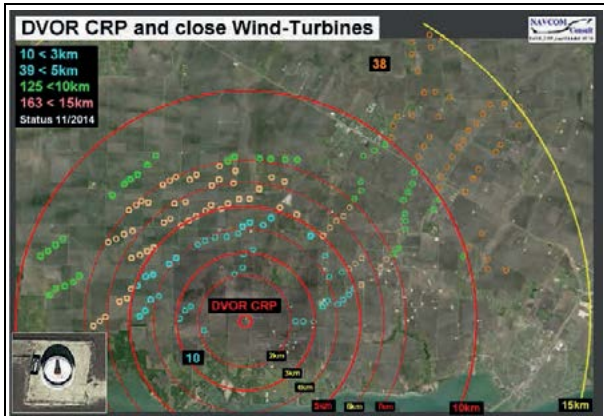 DVOR CRP and close Wind-Turbines
NAVCOM
Consult
10 < 3km
39 < 5km
125 <10km
163 < 15km
Status 11/2014
38
DVOR CRP
10
2km
3km
4km
5km
6km
7km
10km
15km